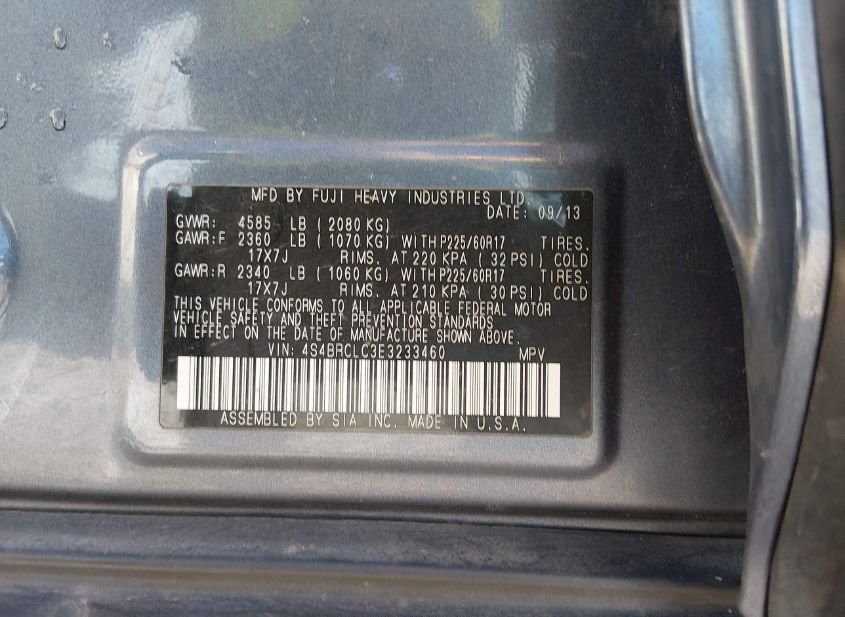 MFD BY FUJI HEAVY INDUSTRIES LTD.
DATE: 09/13
GVWR: 4585 LB ( 2080 KG)
GAWR:F 2360 LB ( 1070 KG) WITH P225/60R17 TIRES.
17X7J RIMS. AT 220 KPA ( 32 PSI) COLD
GAWR:R 2340 LB ( 1060 KG) WITH P225/60R17 TIRES.
17X7J RIMS. AT 210 KPA ( 30 PSI) COLD
THIS VEHICLE CONFORMS TO ALL APPLICABLE FEDERAL MOTOR
VEHICLE SAFETY AND THEFT PREVENTION STANDARDS
IN EFFECT ON THE DATE OF MANUFACTURE SHOWN ABOVE.
VIN: 4S4BRCLC3E3233460 MPV
ASSEMBLED BY SIA INC. MADE IN U.S.A.